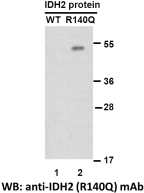 IDH2 protein
WT R140Q
55
36
28
17
1 2
WB: anti-IDH2 (R140Q) mAb